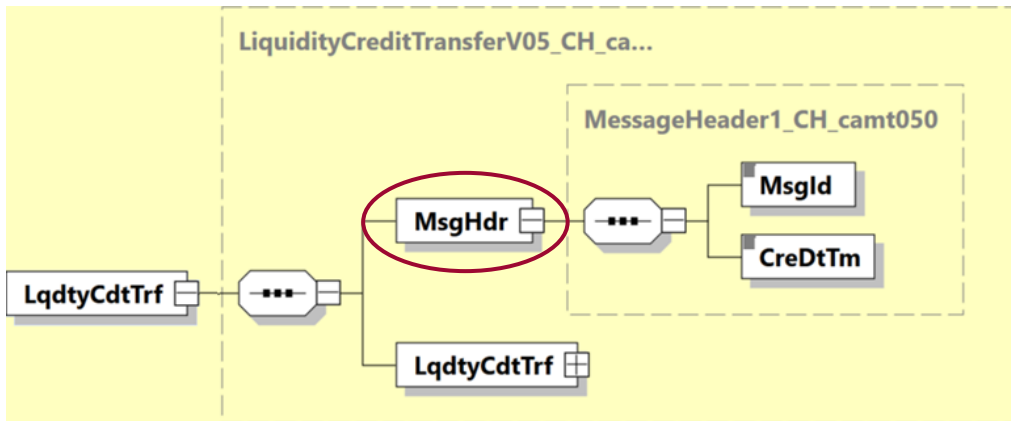 LiquidityCreditTransferV05_CH_ca...
MessageHeader1_CH_camt050
MsgId
MsgHdr
CreDtTm
LqdtyCdtTrf
LqdtyCdtTrf